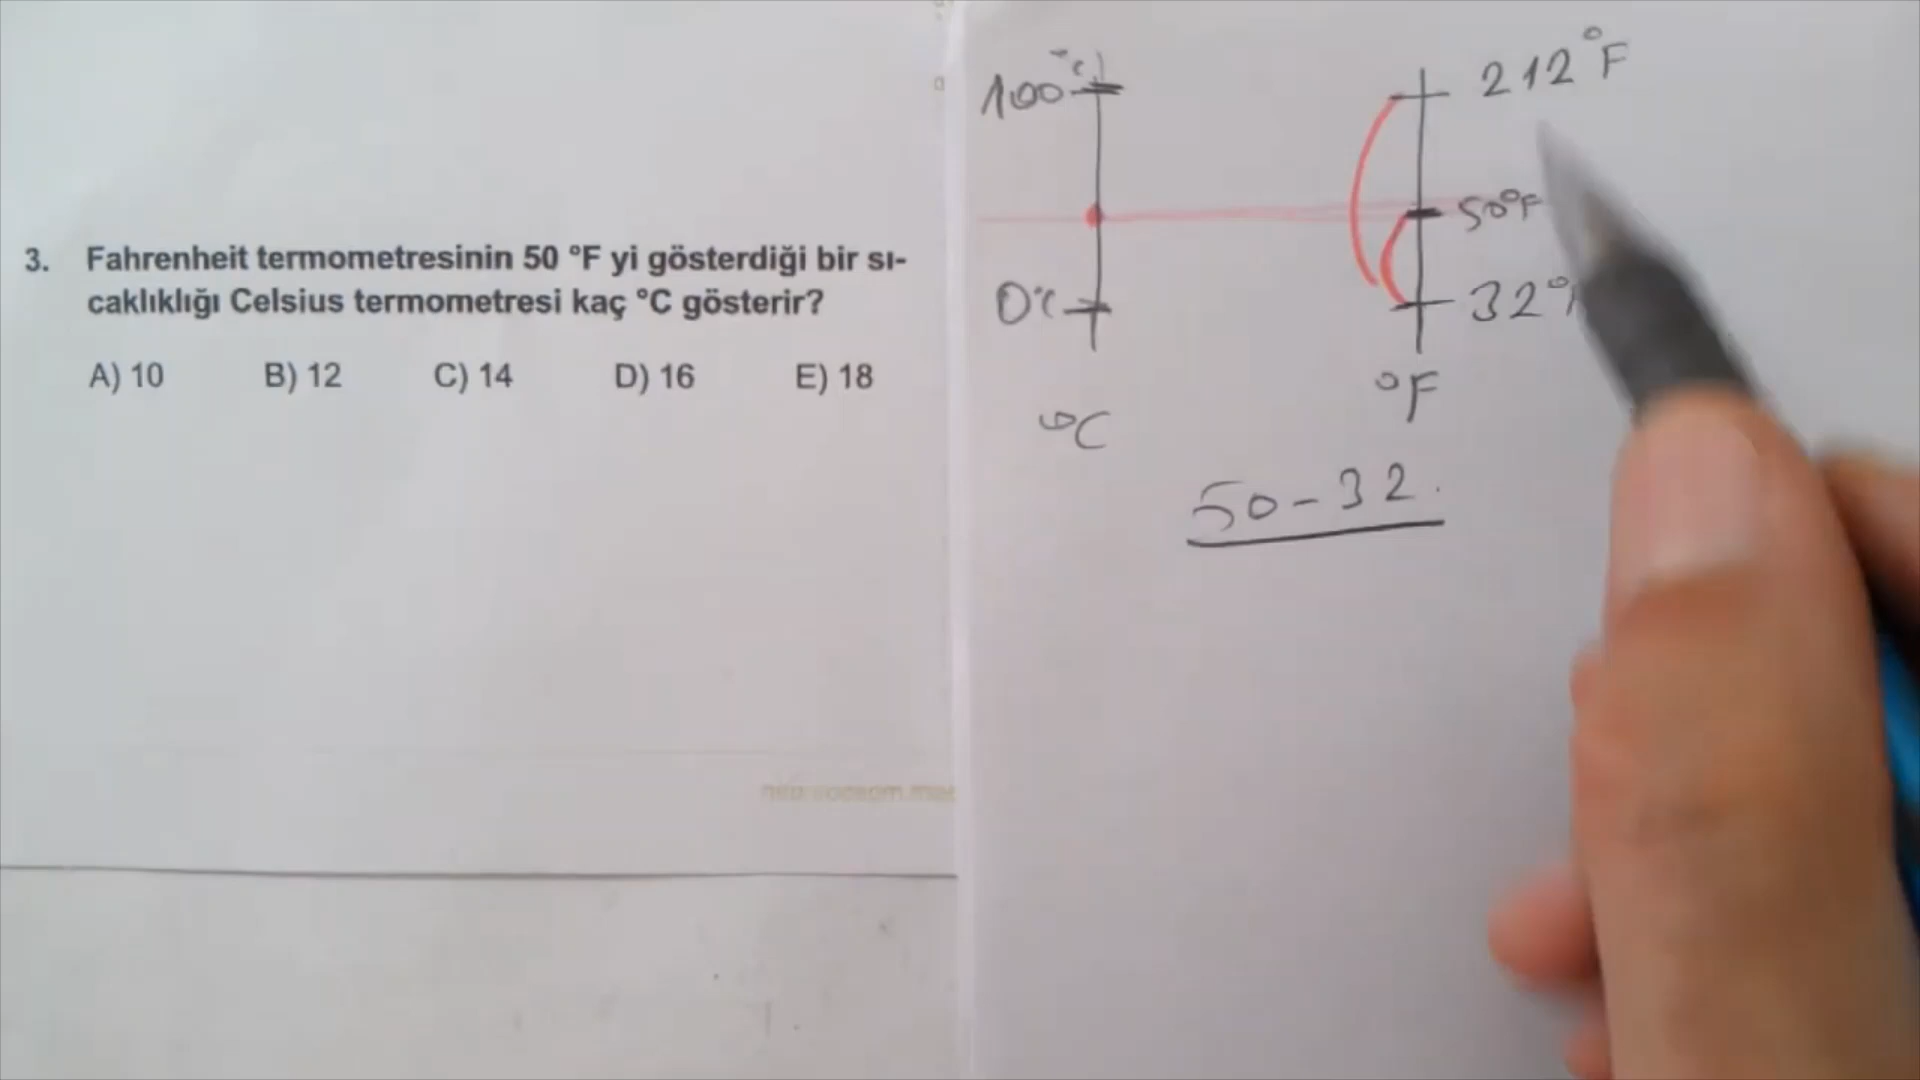 3. Fahrenheit termometresinin 50 °F yi gösterdiği bir sı-
caklıklığı Celsius termometresi kaç °C gösterir?
A) 10 B) 12 C) 14 D) 16 E) 18
100°C
212°F
50°F
0°C
32°
°C
°F
50-32